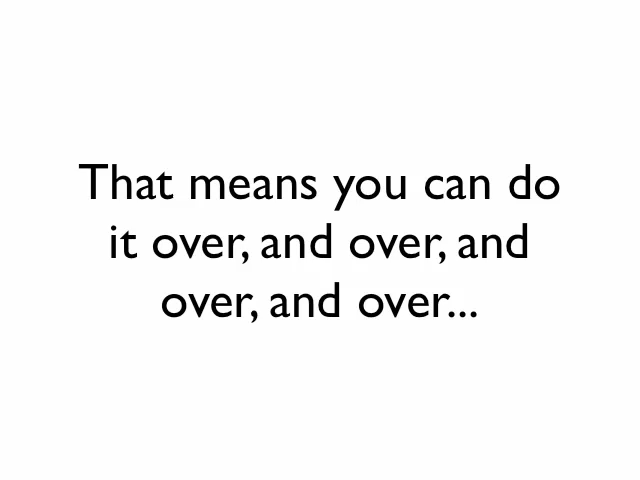 That means you can do
it over, and over, and
over, and over...